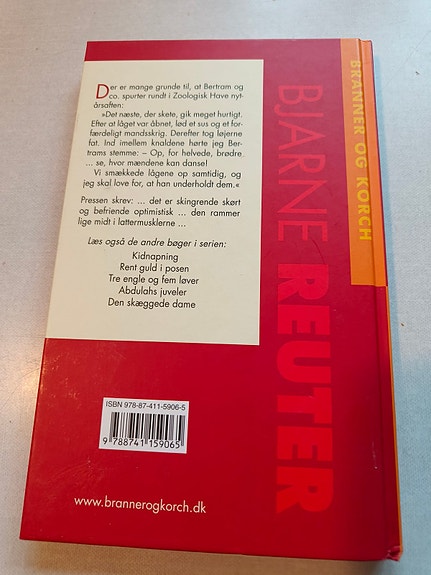 Der er mange grunde til, at Bertram og
co. spurter rundt i Zoologisk Have nyt-
årsaften:
»Det næste, der skete, gik meget hurtigt.
Efter at låget var åbnet, lød et sus og et for-
færdeligt mandsskrig. Derefter tog løjerne
fat. Ind imellem knaldene hørte jeg Ber-
trams stemme: – Op, for helvede, brødre
... se, hvor mændene kan danse!
Vi smækkede lågene op samtidig, og
jeg skal love for, at han underholdt dem.«
Pressen skrev: ... det er skingrende skørt
og befriende optimistisk ... den rammer
lige midt i lattermusklerne ...
Læs også de andre bøger i serien:
Kidnapning
Rent guld i posen
Tre engle og fem løver
Abdulahs juveler
Den skæggede dame
BJARNE REUTER
BRANNER OG KORCH
ISBN 978-87-411-5906-5
9 788741 159065
www.brannerogkorch.dk